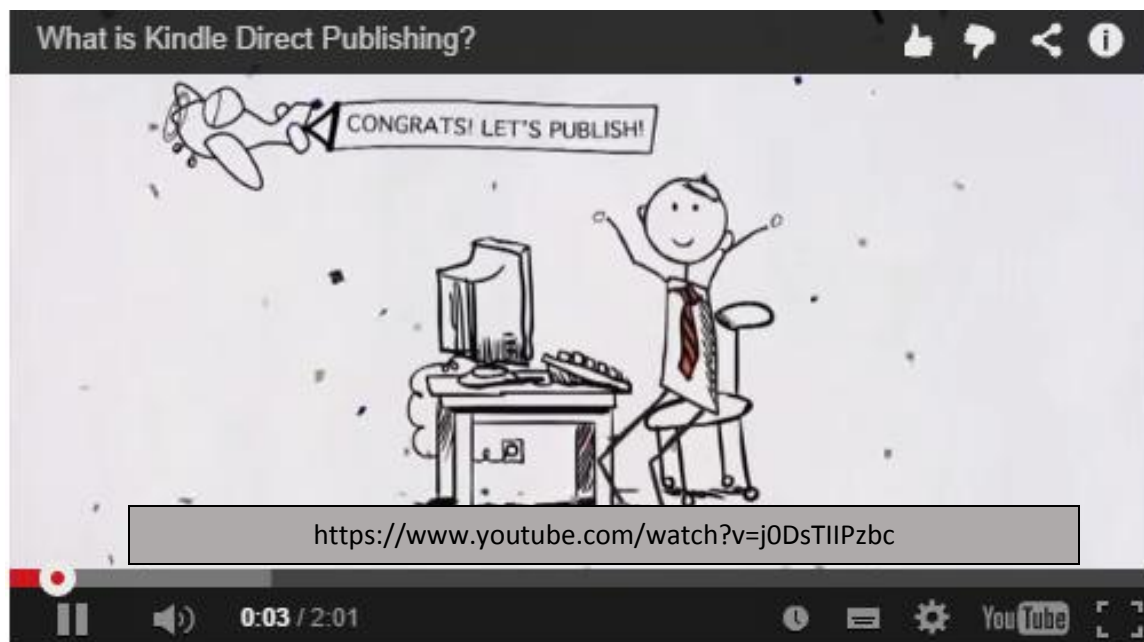 What is Kindle Direct Publishing?
CONGRATS! LET'S PUBLISH!
https://www.youtube.com/watch?v=j0DsTIIPzbc
0:03 / 2:01
YouTube